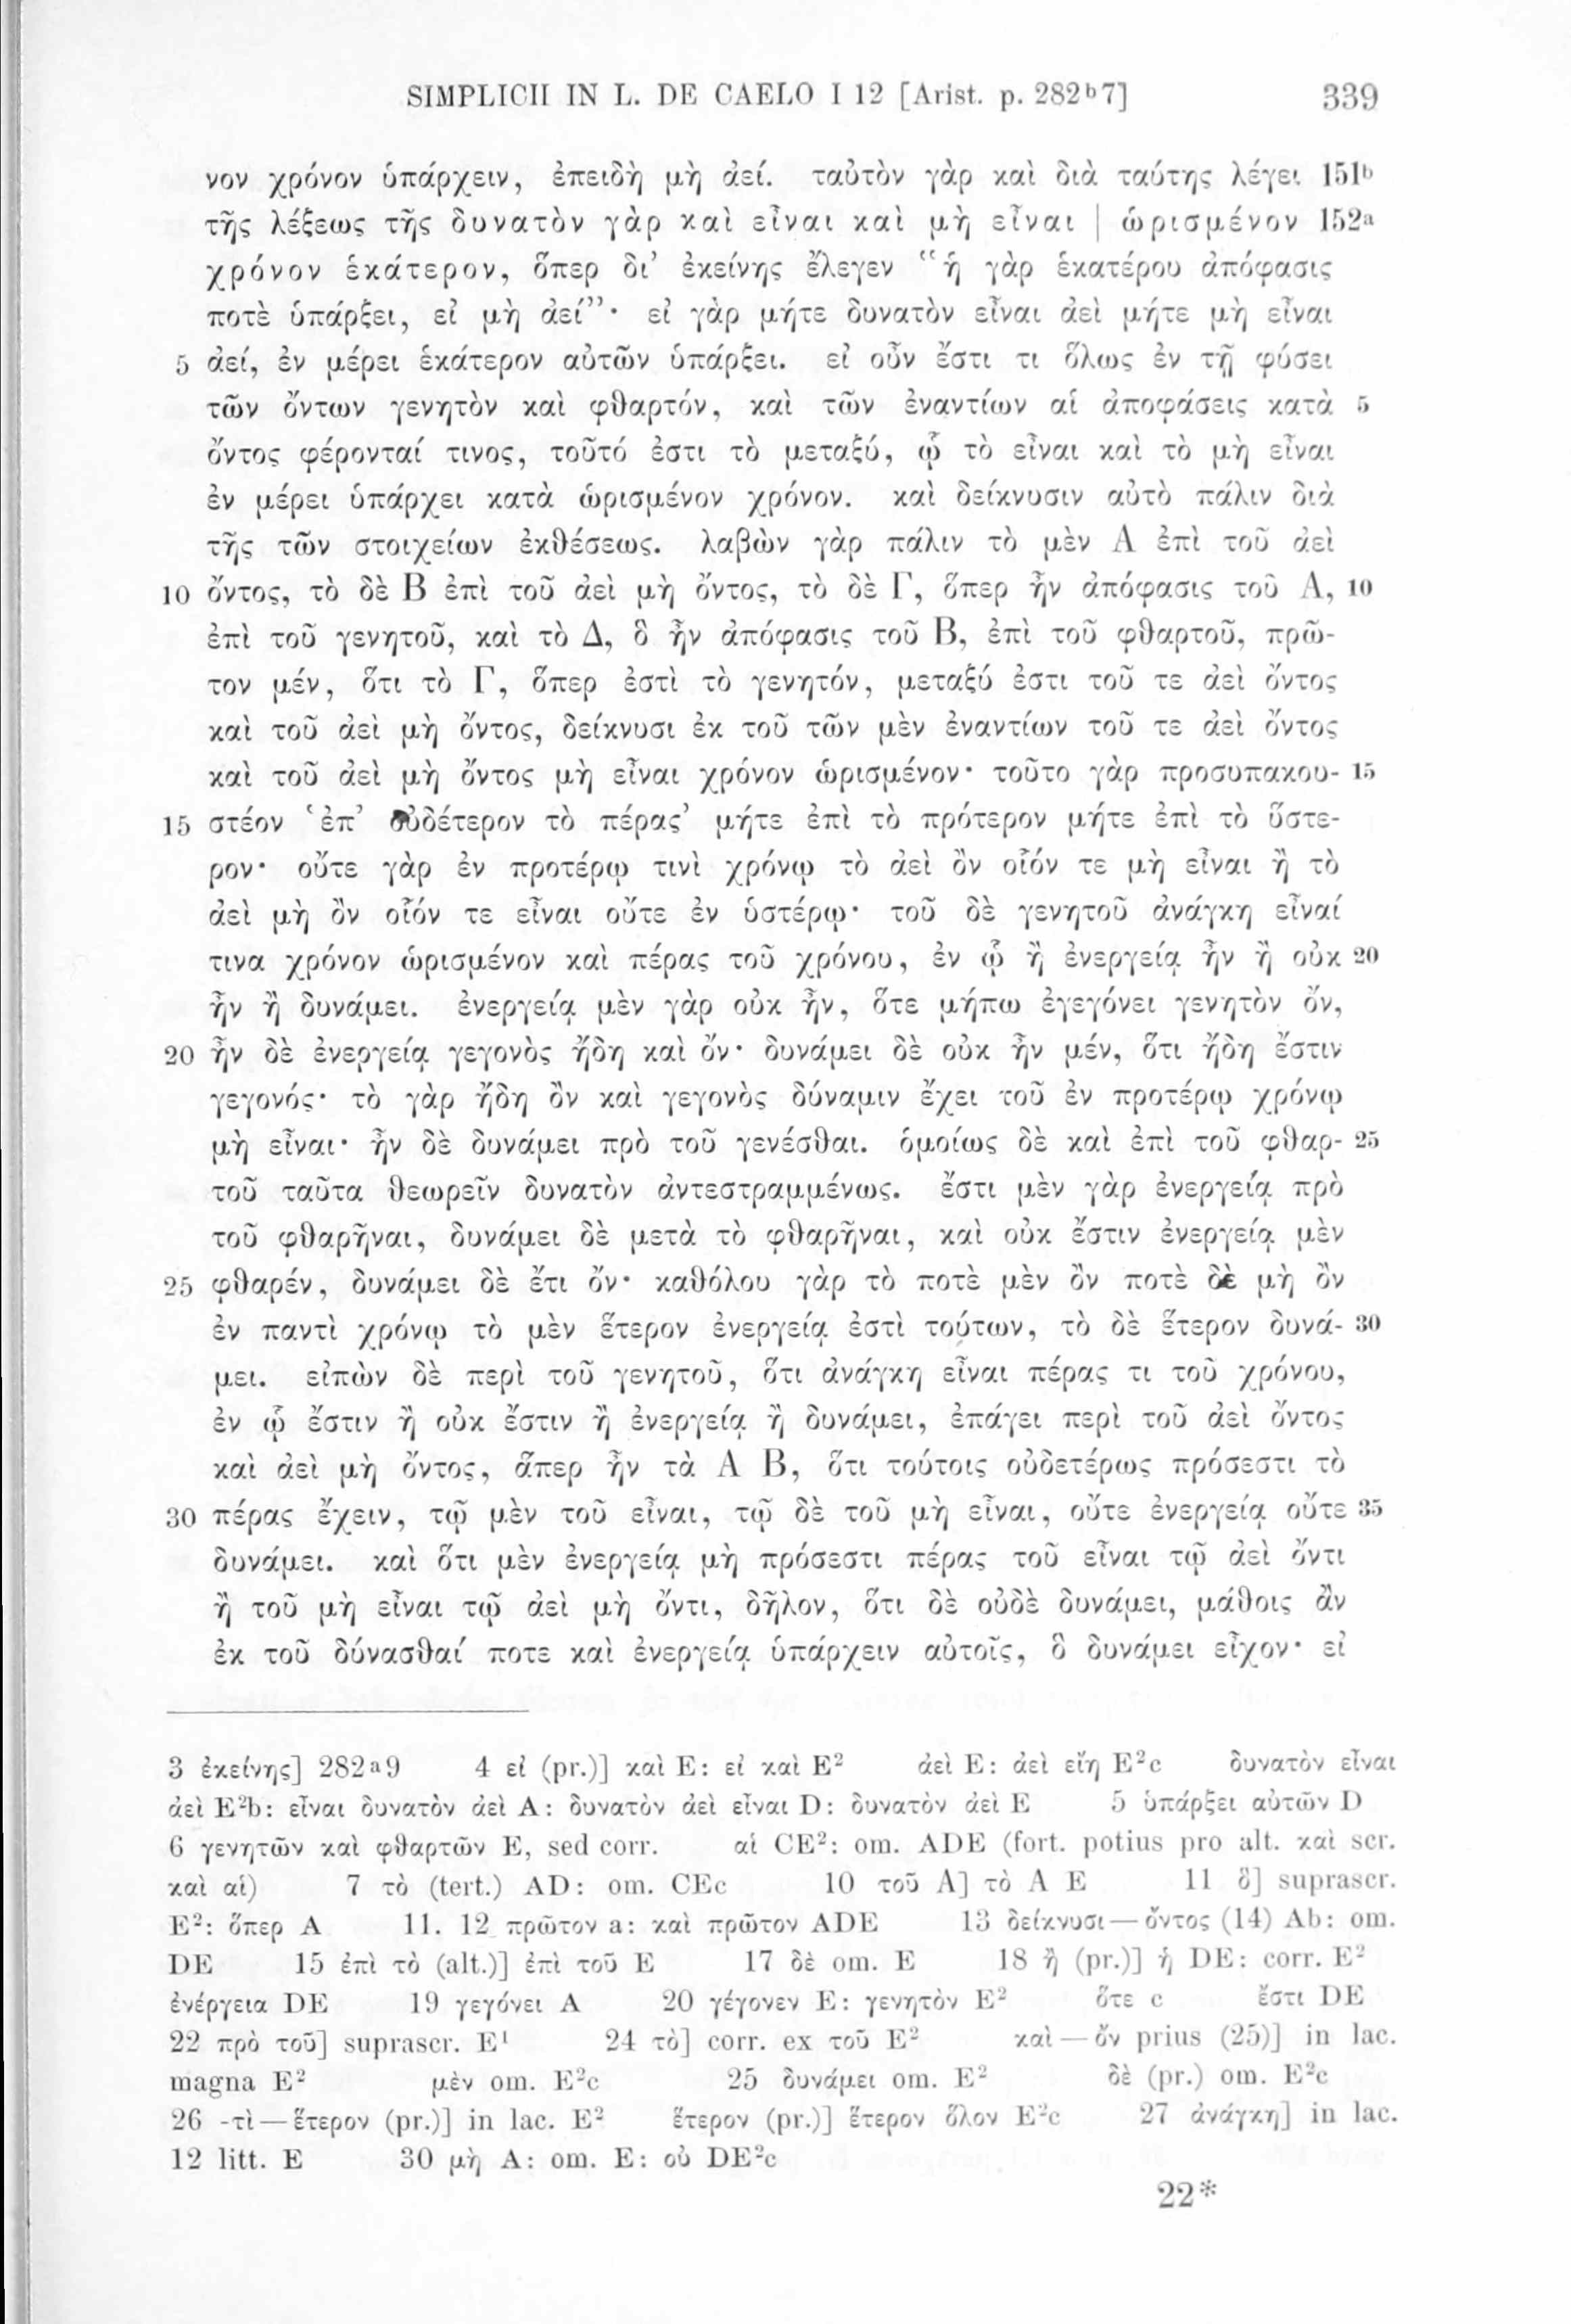 SIMPLICII IN L. DE CAELO I 12 [Arist. p. 282ᵇ7] 339
νον χρόνον ὑπάρχειν, ἐπειδὴ μὴ ἀεί. ταὐτὸν γὰρ καὶ διὰ ταύτης λέγει 151ᵇ
τῆς λέξεως τῆς δυνατὸν γὰρ καὶ εἶναι καὶ μὴ εἶναι | ὡρισμένον 152ᵃ
χρόνον ἑκάτερον, ὅπερ δι’ ἐκείνης ἔλεγεν “ἡ γὰρ ἑκατέρου ἀπόφασις
ποτὲ ὑπάρξει, εἰ μὴ ἀεί”· εἰ γὰρ μήτε δυνατὸν εἶναι ἀεὶ μήτε μὴ εἶναι
5 ἀεί, ἐν μέρει ἑκάτερον αὐτῶν ὑπάρξει. εἰ οὖν ἔστι τι ὅλως ἐν τῇ φύσει
τῶν ὄντων γενητὸν καὶ φθαρτόν, καὶ τῶν ἐναντίων αἱ ἀποφάσεις κατὰ 5
ὄντος φέρονταί τινος, τοῦτό ἐστι τὸ μεταξύ, ᾧ τὸ εἶναι καὶ τὸ μὴ εἶναι
ἐν μέρει ὑπάρχει κατὰ ὡρισμένον χρόνον. καὶ δείκνυσιν αὐτὸ πάλιν διὰ
τῆς τῶν στοιχείων ἐκθέσεως. λαβὼν γὰρ πάλιν τὸ μὲν Α ἐπὶ τοῦ ἀεὶ
10 ὄντος, τὸ δὲ Β ἐπὶ τοῦ ἀεὶ μὴ ὄντος, τὸ δὲ Γ, ὅπερ ἦν ἀπόφασις τοῦ Α, 10
ἐπὶ τοῦ γενητοῦ, καὶ τὸ Δ, ὃ ἦν ἀπόφασις τοῦ Β, ἐπὶ τοῦ φθαρτοῦ, πρῶ-
τον μέν, ὅτι τὸ Γ, ὅπερ ἐστὶ τὸ γενητόν, μεταξύ ἐστι τοῦ τε ἀεὶ ὄντος
καὶ τοῦ ἀεὶ μὴ ὄντος, δείκνυσι ἐκ τοῦ τῶν μὲν ἐναντίων τοῦ τε ἀεὶ ὄντος
καὶ τοῦ ἀεὶ μὴ ὄντος μὴ εἶναι χρόνον ὡρισμένον· τοῦτο γὰρ προσυπακου- 15
15 στέον ‘ἐπ’ οὐδέτερον τὸ πέρας’ μήτε ἐπὶ τὸ πρότερον μήτε ἐπὶ τὸ ὕστε-
ρον· οὔτε γὰρ ἐν προτέρῳ τινὶ χρόνῳ τὸ ἀεὶ ὂν οἷόν τε μὴ εἶναι ἢ τὸ
ἀεὶ μὴ ὂν οἷόν τε εἶναι οὔτε ἐν ὑστέρῳ· τοῦ δὲ γενητοῦ ἀνάγκη εἶναί
τινα χρόνον ὡρισμένον καὶ πέρας τοῦ χρόνου, ἐν ᾧ ἢ ἐνεργείᾳ ἦν ἢ οὐκ 20
ἦν ἢ δυνάμει. ἐνεργείᾳ μὲν γὰρ οὐκ ἦν, ὅτε μήπω ἐγεγόνει γενητὸν ὄν,
20 ἦν δὲ ἐνεργείᾳ γεγονὸς ἤδη καὶ ὄν· δυνάμει δὲ οὐκ ἦν μέν, ὅτι ἤδη ἔστιν
γεγονός· τὸ γὰρ ἤδη ὂν καὶ γεγονὸς δύναμιν ἔχει τοῦ ἐν προτέρῳ χρόνῳ
μὴ εἶναι· ἦν δὲ δυνάμει πρὸ τοῦ γενέσθαι. ὁμοίως δὲ καὶ ἐπὶ τοῦ φθαρ- 25
τοῦ ταῦτα θεωρεῖν δυνατὸν ἀντεστραμμένως. ἔστι μὲν γὰρ ἐνεργείᾳ πρὸ
τοῦ φθαρῆναι, δυνάμει δὲ μετὰ τὸ φθαρῆναι, καὶ οὐκ ἔστιν ἐνεργείᾳ μὲν
25 φθαρέν, δυνάμει δὲ ἔτι ὄν· καθόλου γὰρ τὸ ποτὲ μὲν ὂν ποτὲ δὲ μὴ ὂν
ἐν παντὶ χρόνῳ τὸ μὲν ἕτερον ἐνεργείᾳ ἐστὶ τούτων, τὸ δὲ ἕτερον δυνά- 30
μει. εἰπὼν δὲ περὶ τοῦ γενητοῦ, ὅτι ἀνάγκη εἶναι πέρας τι τοῦ χρόνου,
ἐν ᾧ ἔστιν ἢ οὐκ ἔστιν ἢ ἐνεργείᾳ ἢ δυνάμει, ἐπάγει περὶ τοῦ ἀεὶ ὄντος
καὶ ἀεὶ μὴ ὄντος, ἅπερ ἦν τὰ Α Β, ὅτι τούτοις οὐδετέρως πρόσεστι τὸ
30 πέρας ἔχειν, τῷ μὲν τοῦ εἶναι, τῷ δὲ τοῦ μὴ εἶναι, οὔτε ἐνεργείᾳ οὔτε 35
δυνάμει. καὶ ὅτι μὲν ἐνεργείᾳ μὴ πρόσεστι πέρας τοῦ εἶναι τῷ ἀεὶ ὄντι
ἢ τοῦ μὴ εἶναι τῷ ἀεὶ μὴ ὄντι, δῆλον, ὅτι δὲ οὐδὲ δυνάμει, μάθοις ἂν
ἐκ τοῦ δύνασθαί ποτε καὶ ἐνεργείᾳ ὑπάρχειν αὐτοῖς, ὃ δυνάμει εἶχον· εἰ
3 ἐκείνης] 282ᵃ9 4 εἰ (pr.)] καὶ E: εἰ καὶ E² ἀεὶ E: ἀεὶ εἴη E²c δυνατὸν εἶναι
ἀεὶ E²b: εἶναι δυνατὸν ἀεὶ A: δυνατὸν ἀεὶ εἶναι D: δυνατὸν ἀεὶ E 5 ὑπάρξει αὐτῶν D
6 γενητῶν καὶ φθαρτῶν E, sed corr. αἱ CE²: om. ADE (fort. potius pro alt. καὶ scr.
καὶ αἱ) 7 τὸ (tert.) AD: om. CEc 10 τοῦ Α] τὸ Α E 11 ὃ] suprascr.
E²: ὅπερ A 11. 12 πρῶτον a: καὶ πρῶτον ADE 13 δείκνυσι—ὄντος (14) Ab: om.
DE 15 ἐπὶ τὸ (alt.)] ἐπὶ τοῦ E 17 δὲ om. E 18 ἢ (pr.)] ἡ DE: corr. E²
ἐνέργεια DE 19 γεγόνει A 20 γέγονεν E: γενητὸν E² ὅτε c ἔστι DE
22 πρὸ τοῦ] suprascr. E¹ 24 τὸ] corr. ex τοῦ E² καὶ—ὄν prius (25)] in lac.
magna E² μὲν om. E²c 25 δυνάμει om. E² δὲ (pr.) om. E²c
26 -τὶ—ἕτερον (pr.)] in lac. E² ἕτερον (pr.)] ἕτερον ὅλον E²c 27 ἀνάγκη] in lac.
12 litt. E 30 μὴ A: om. E: οὐ DE²c
22*